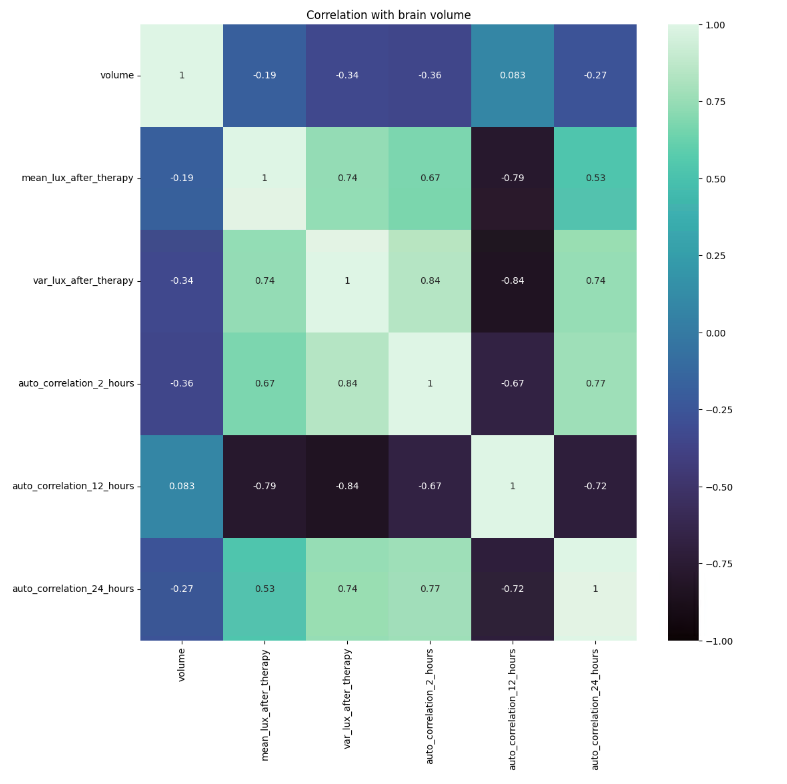 Correlation with brain volume
volume
1 -0.19 -0.34 -0.36 0.083 -0.27
mean_lux_after_therapy
-0.19 1 0.74 0.67 -0.79 0.53
var_lux_after_therapy
-0.34 0.74 1 0.84 -0.84 0.74
auto_correlation_2_hours
-0.36 0.67 0.84 1 -0.67 0.77
auto_correlation_12_hours
0.083 -0.79 -0.84 -0.67 1 -0.72
auto_correlation_24_hours
-0.27 0.53 0.74 0.77 -0.72 1
volume
mean_lux_after_therapy
var_lux_after_therapy
auto_correlation_2_hours
auto_correlation_12_hours
auto_correlation_24_hours
1.00
0.75
0.50
0.25
0.00
−0.25
−0.50
−0.75
−1.00